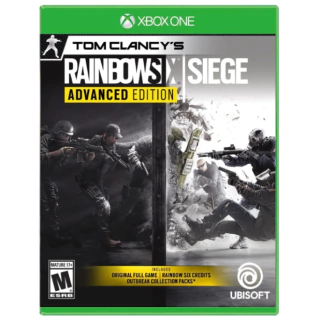 XBOX ONE
TOM CLANCY'S
RAINBOW SIX SIEGE
ADVANCED EDITION
MATURE 17+
M
ESRB
INCLUDES
ORIGINAL FULL GAME | RAINBOW SIX CREDITS
OUTBREAK COLLECTION PACKS*
UBISOFT